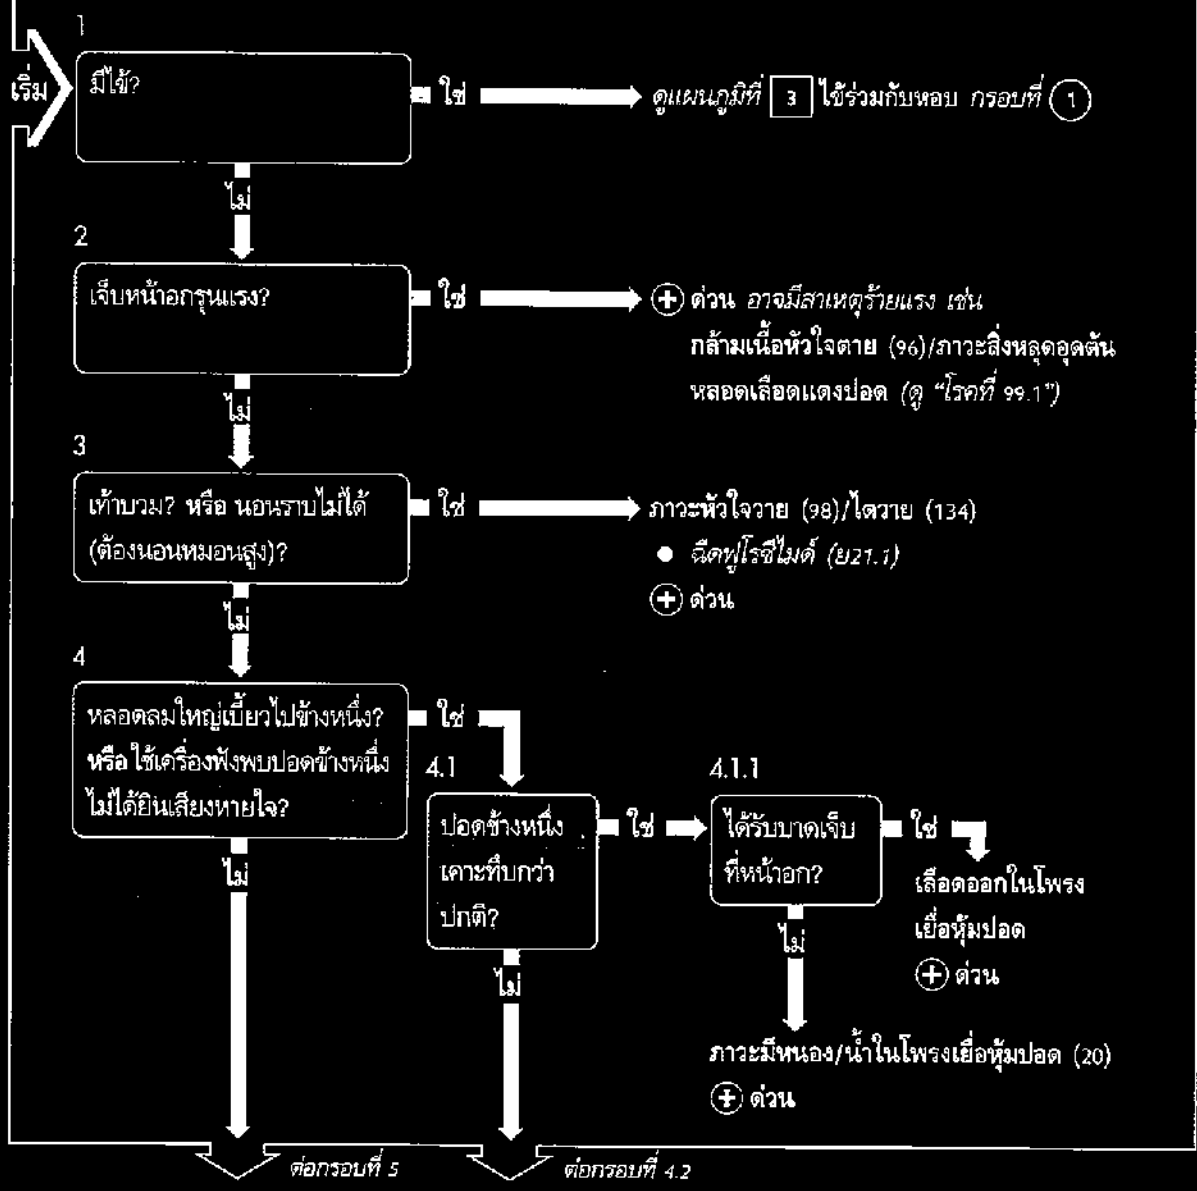 1
เริ่ม
มีไข้?
ใช่
ดูแผนภูมิที่ 3 ไข้ร่วมกับหอบ กรอบที่ 1
ไม่
2
เจ็บหน้าอกรุนแรง?
ใช่
+ ด่วน อาจมีสาเหตุร้ายแรง เช่น
กล้ามเนื้อหัวใจตาย (96)/ภาวะสิ่งหลุดอุดตัน
หลอดเลือดแดงปอด (ดู "โรคที่ 99.1")
ไม่
3
เท้าบวม? หรือ นอนราบไม่ได้
(ต้องนอนหมอนสูง)?
ใช่
ภาวะหัวใจวาย (98)/ไตวาย (134)
• ฉีดฟูโรซีไมด์ (ย21.1)
+ ด่วน
ไม่
4
หลอดลมใหญ่เบี้ยวไปข้างหนึ่ง?
หรือ ใช้เครื่องฟังพบปอดข้างหนึ่ง
ไม่ได้ยินเสียงหายใจ?
ใช่
ไม่
4.1
ปอดข้างหนึ่ง
เคาะทึบกว่า
ปกติ?
ใช่
ไม่
4.1.1
ได้รับบาดเจ็บ
ที่หน้าอก?
ใช่
เลือดออกในโพรง
เยื่อหุ้มปอด
+ ด่วน
ไม่
ภาวะมีหนอง/น้ำในโพรงเยื่อหุ้มปอด (20)
+ ด่วน
ต่อกรอบที่ 5
ต่อกรอบที่ 4.2